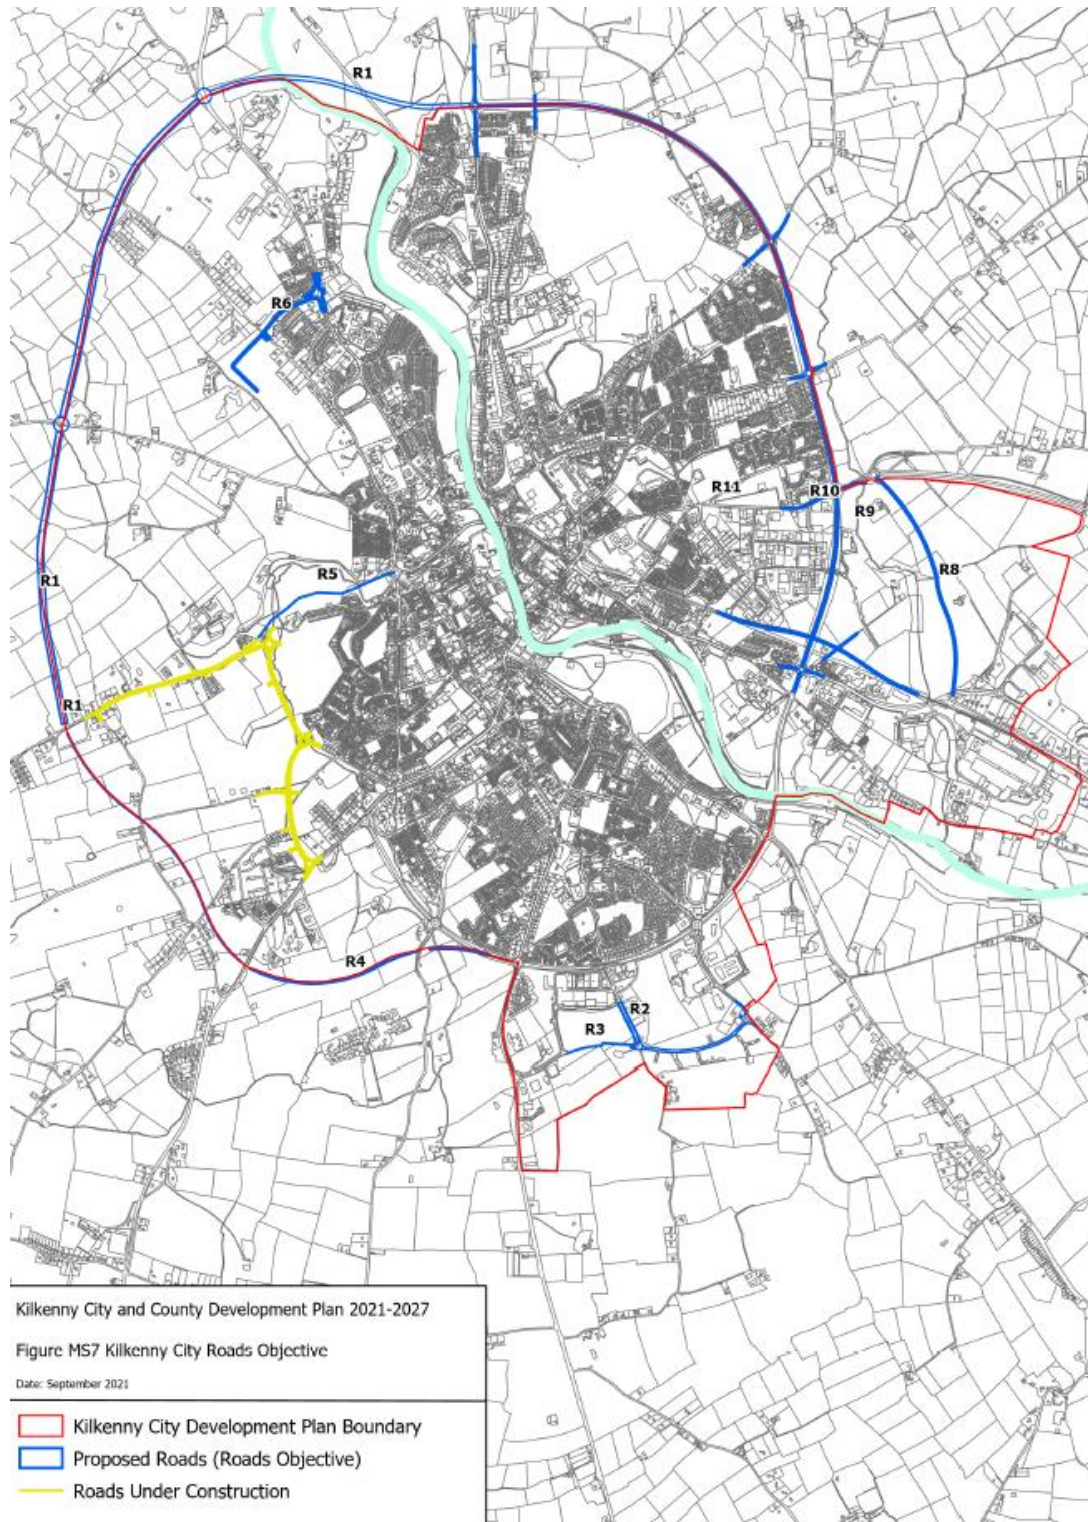 R1
R6
R11
R10
R9
R8
R5
R1
R1
R4
R2
R3
Kilkenny City and County Development Plan 2021-2027
Figure MS7 Kilkenny City Roads Objective
Date: September 2021
Kilkenny City Development Plan Boundary
Proposed Roads (Roads Objective)
Roads Under Construction